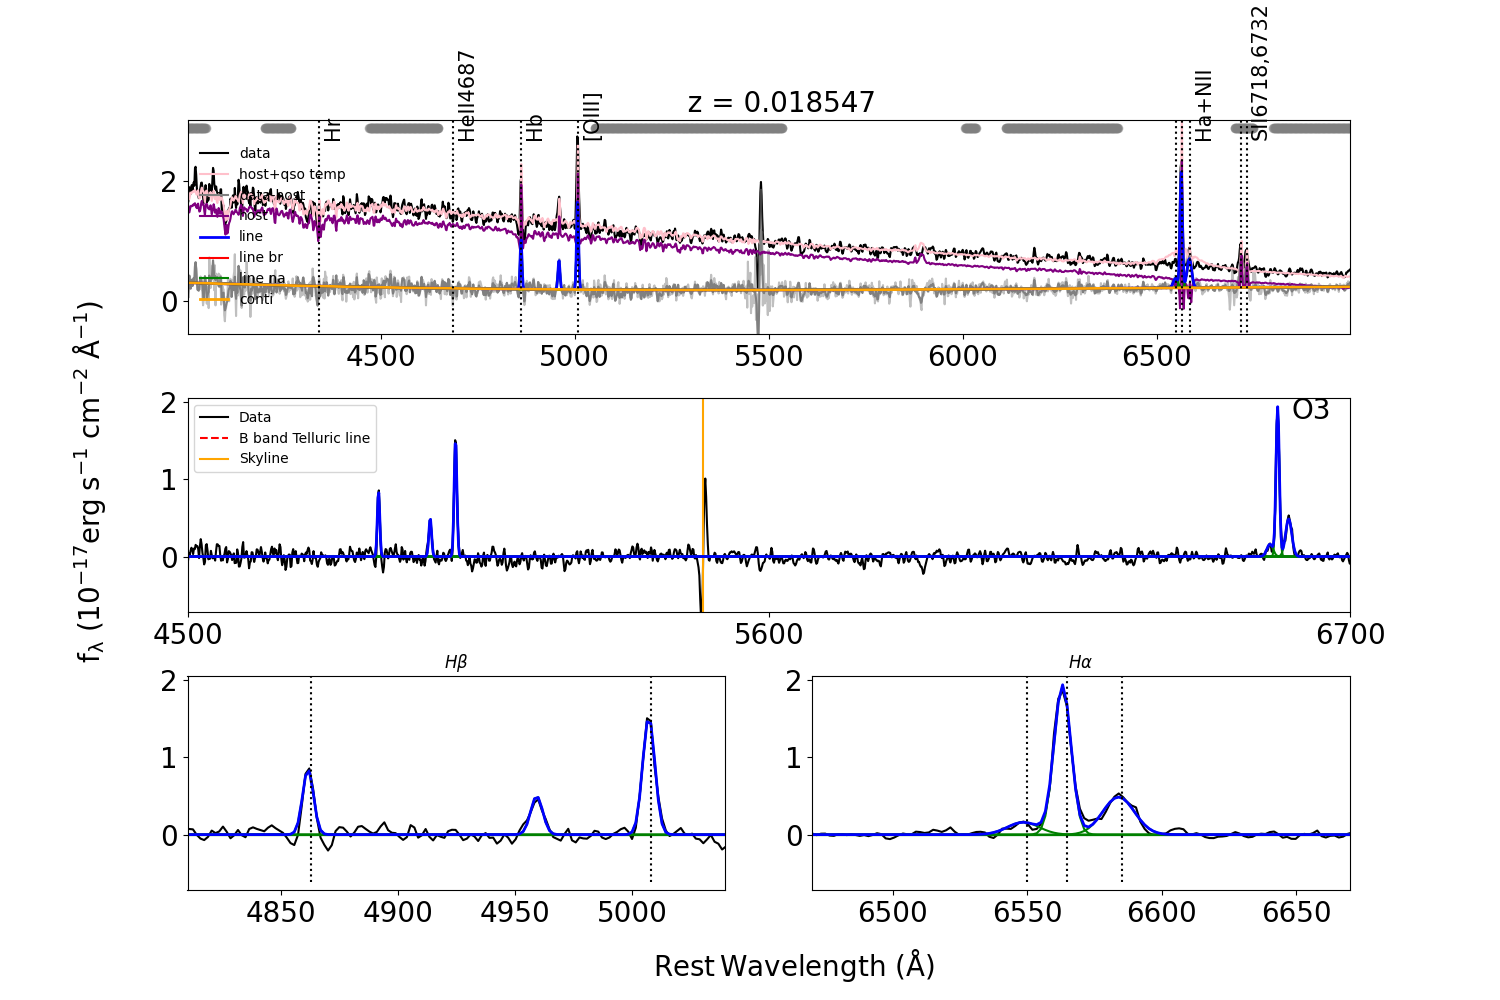 z = 0.018547
Hr
HeII4687
Hb
[OIII]
Ha+NII
SII6718,6732
data
host+qso temp
data-host
host
line
line br
line na
conti
2
0
4500 5000 5500 6000 6500
fλ (10⁻¹⁷erg s⁻¹ cm⁻² Å⁻¹)
O3
Data
B band Telluric line
Skyline
2
1
0
4500 5600 6700
Hβ
2
1
0
4850 4900 4950 5000
Hα
2
1
0
6500 6550 6600 6650
Rest Wavelength (Å)